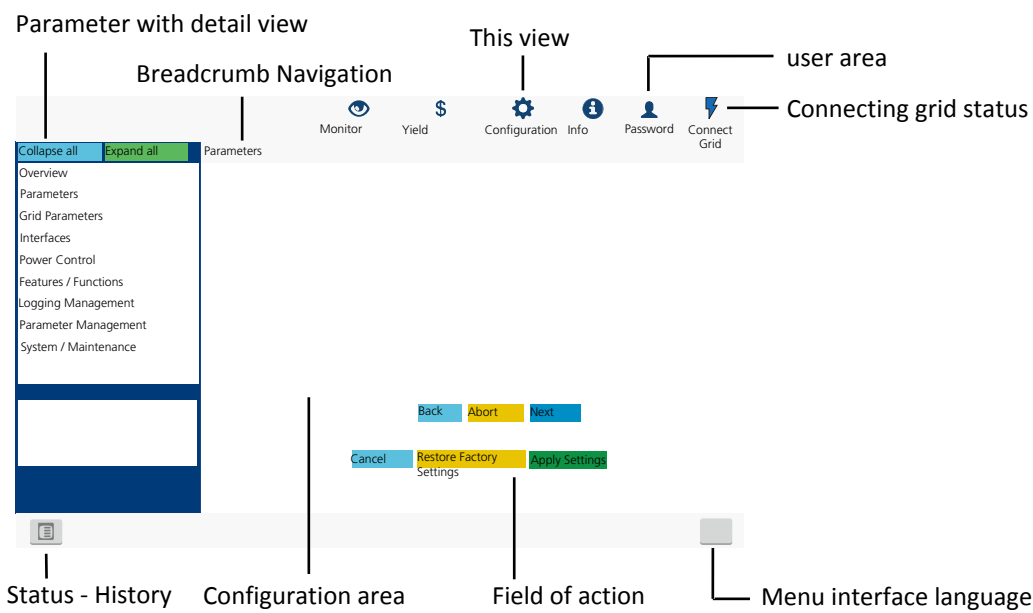 Parameter with detail view
This view
user area
Breadcrumb Navigation
Connecting grid status
Monitor
Yield
$
Configuration
Info
Password
Connect
Grid
Collapse all
Expand all
Parameters
Overview
Parameters
Grid Parameters
Interfaces
Power Control
Features / Functions
Logging Management
Parameter Management
System / Maintenance
Back
Abort
Next
Cancel
Restore Factory
Settings
Apply Settings
Status - History
Configuration area
Field of action
Menu interface language